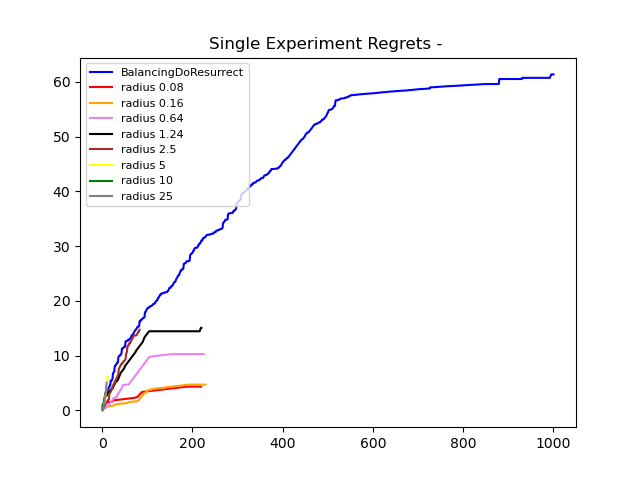 Single Experiment Regrets -
BalancingDoResurrect
radius 0.08
radius 0.16
radius 0.64
radius 1.24
radius 2.5
radius 5
radius 10
radius 25
60
50
40
30
20
10
0
0 200 400 600 800 1000